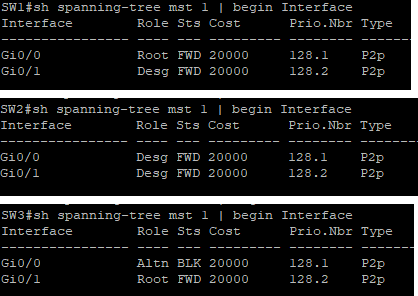 SW1#sh spanning-tree mst 1 | begin Interface
Interface        Role Sts Cost      Prio.Nbr Type
---------------- ---- --- --------- -------- --------
Gi0/0            Root FWD 20000     128.1    P2p
Gi0/1            Desg FWD 20000     128.2    P2p
SW2#sh spanning-tree mst 1 | begin Interface
Interface        Role Sts Cost      Prio.Nbr Type
---------------- ---- --- --------- -------- --------
Gi0/0            Desg FWD 20000     128.1    P2p
Gi0/1            Desg FWD 20000     128.2    P2p
SW3#sh spanning-tree mst 1 | begin Interface
Interface        Role Sts Cost      Prio.Nbr Type
---------------- ---- --- --------- -------- --------
Gi0/0            Altn BLK 20000     128.1    P2p
Gi0/1            Root FWD 20000     128.2    P2p